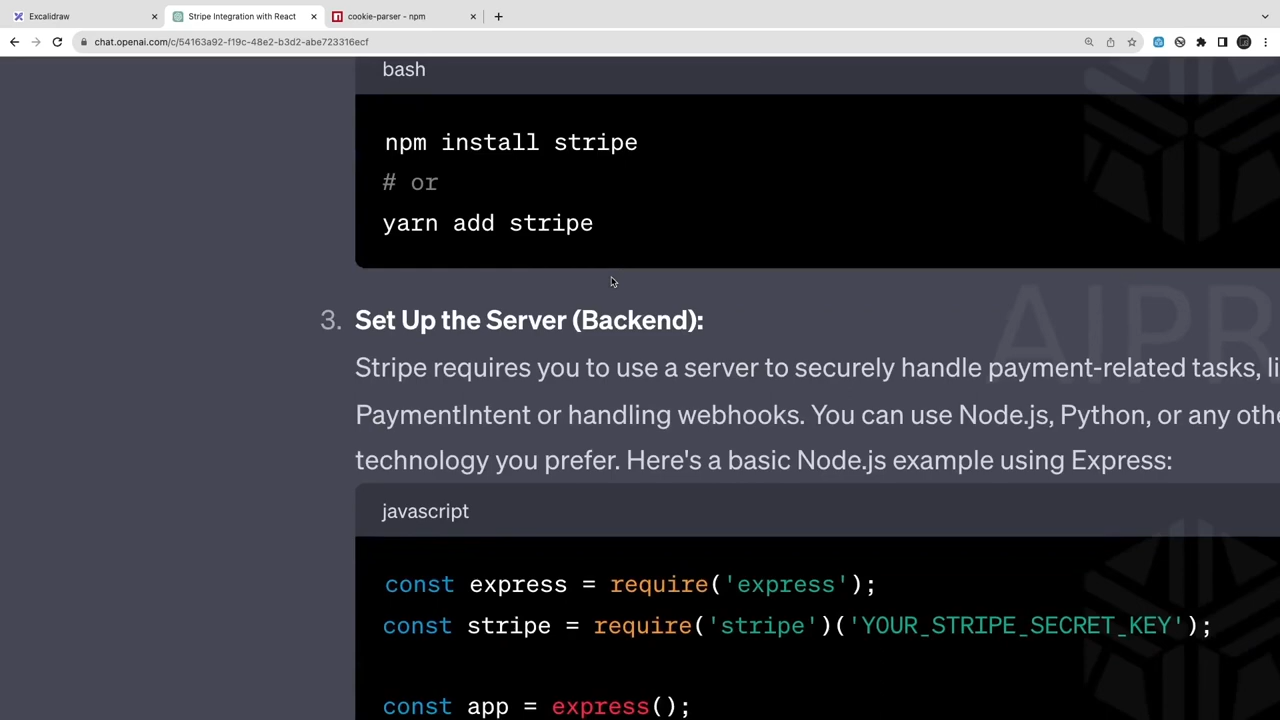 Excalidraw
Stripe Integration with React
cookie-parser - npm
chat.openai.com/c/54163a92-f19c-48e2-b3d2-abe723316ecf
bash
npm install stripe
# or
yarn add stripe
3. Set Up the Server (Backend):
Stripe requires you to use a server to securely handle payment-related tasks, li
PaymentIntent or handling webhooks. You can use Node.js, Python, or any othe
technology you prefer. Here's a basic Node.js example using Express:
javascript
const express = require('express');
const stripe = require('stripe')('YOUR_STRIPE_SECRET_KEY');
const app = express();
AIPR